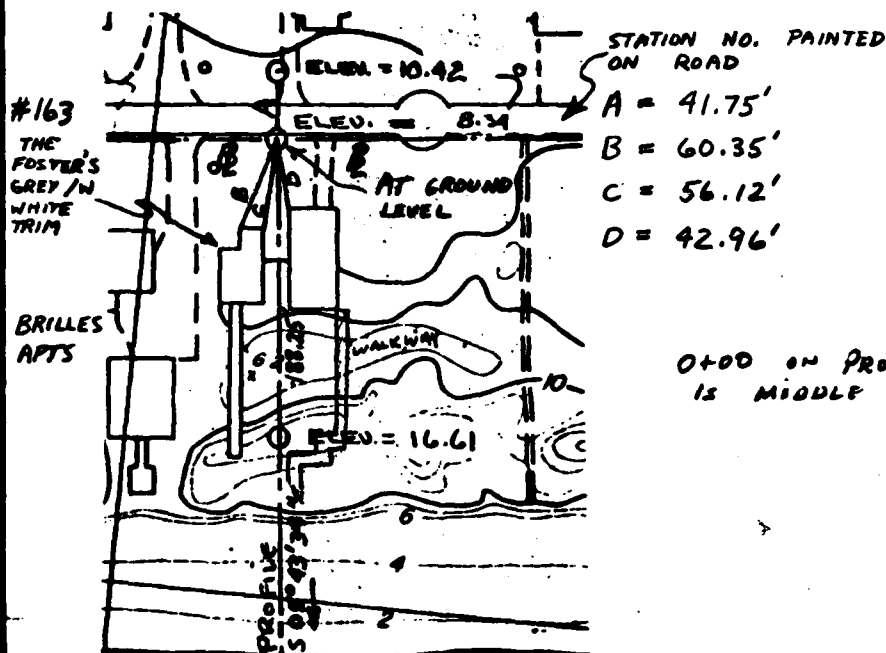 STATION NO. PAINTED
ON ROAD
ELEV. = 10.42
ELEV. = 8.34
#163
THE
FOSTER'S
GREY/W
WHITE
TRIM
A = 41.75'
B = 60.35'
C = 56.12'
D = 42.96'
A
B
C
D
AT GROUND
LEVEL
BRILLES
APTS
WALKWAY
6
10
0+00 ON PRO
IS MIDDLE
ELEV. = 16.61
6
4
2
PROFILE